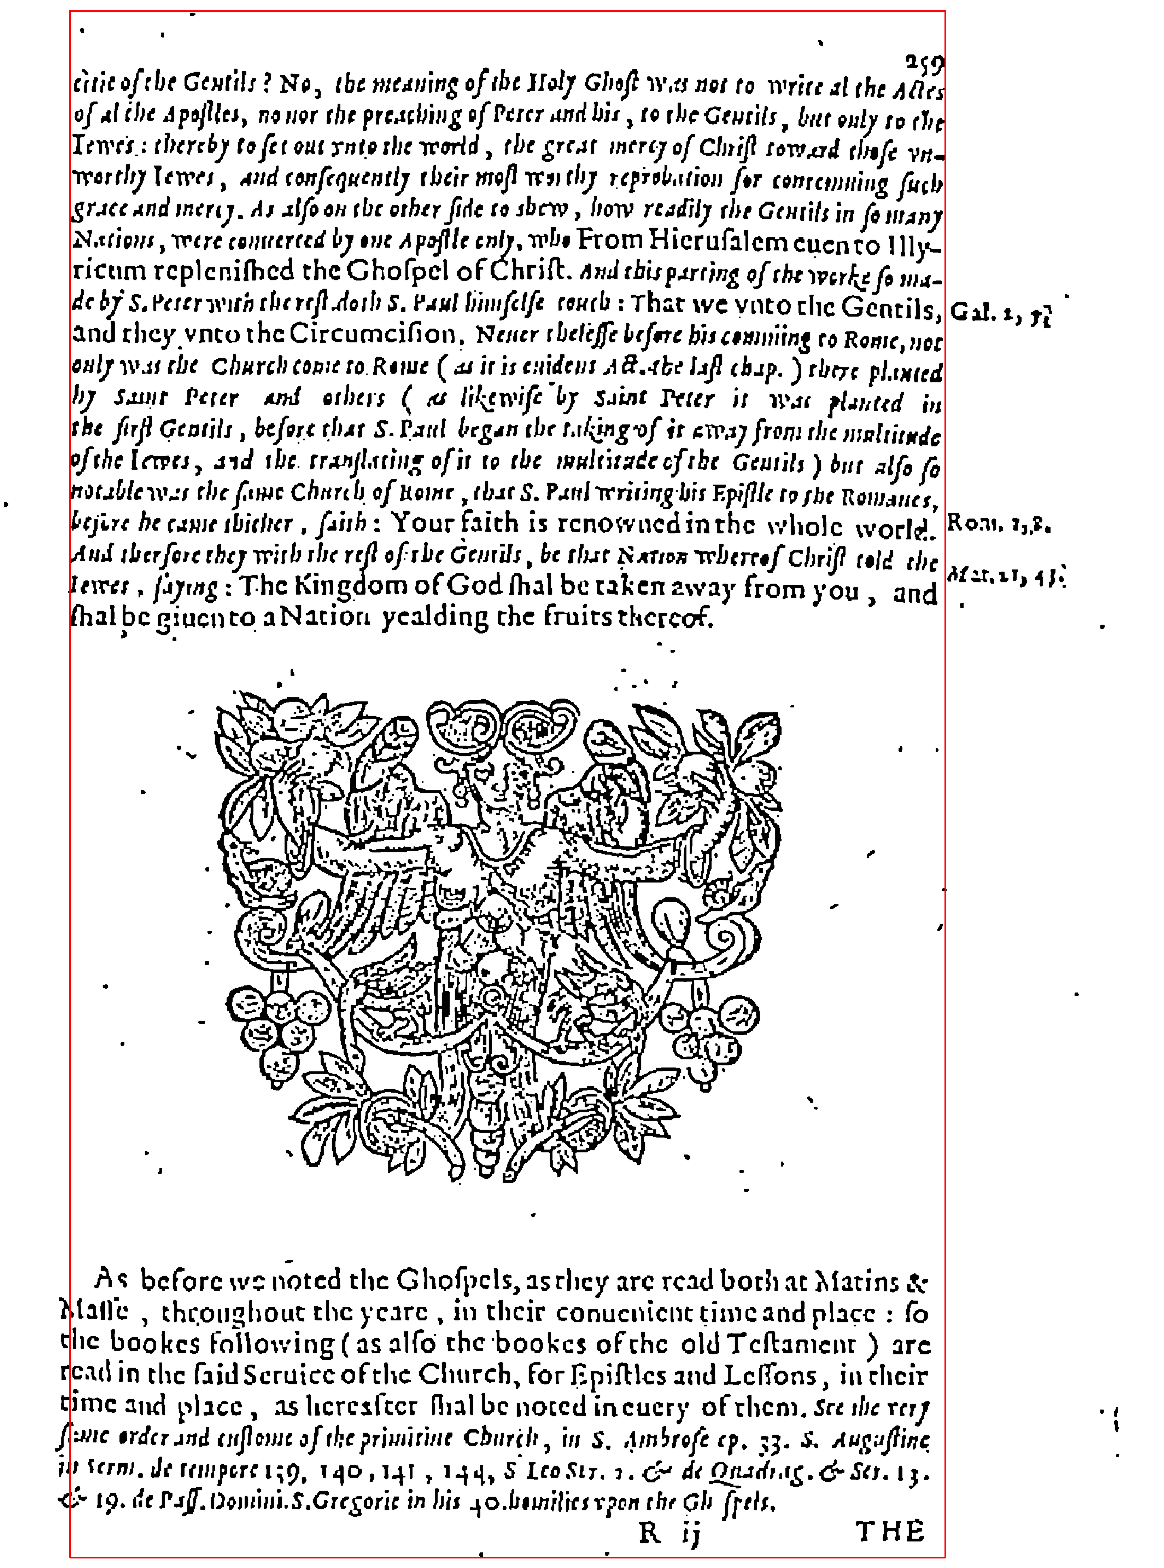 259
citie of the Gentils? No, the meaning of the Holy Ghoſt was not to write al the Actes
of al the Apoſtles, no nor the preaching of Peter and his, to the Gentils, but only to the
Iewes: thereby to ſet out vnto the world, the great mercy of Chriſt toward thoſe vn-
worthy Iewes, and conſequently their moſt worthy reprobation for contemning ſuch
grace and mercy. As alſo on the other ſide to shew, how readily the Gentils in ſo many
Nations, were conuerted by one Apoſtle only, who From Hieruſalem euen to Illy-
ricum repleniſhed the Ghoſpel of Chriſt. And this parting of the worke ſo ma-
de by S. Peter with the reſt doth S. Paul himſelfe touch: That we vnto the Gentils,
Gal. 2,
and they vnto the Circumciſion. Neuertheleſſe before his comming to Rome, not
only was the Church come to Rome (as it is euident Act. the laſt chap.) there planted
by Saint Peter and others (as likewiſe by Saint Peter it was planted in
the firſt Gentils, before that S. Paul began the taking of it away from the multitude
of the Iewes, and the tranſlating of it to the multitude of the Gentils) but alſo ſo
notable was the ſame Church of Rome, that S. Paul writing his Epiſtle to the Romanes,
before he came thither, ſaith: Your faith is renowned in the whole world.
Rom. 1, 8.
And therfore they with the reſt of the Gentils, be that Nation whereof Chriſt told the
Iewes, ſaying: The Kingdom of God ſhal be taken away from you, and
Mat. 21, 43.
ſhal be giuen to a Nation yealding the fruits thereof.
As before we noted the Ghoſpels, as they are read both at Matins &
Maſſe, throughout the yeare, in their conuenient time and place: ſo
the bookes following (as alſo the bookes of the old Teſtament) are
read in the ſaid Seruice of the Church, for Epiſtles and Leſſons, in their
time and place, as hereafter ſhal be noted in euery of them. See the very
ſame order and cuſtome of the primitiue Church, in S. Ambroſe ep. 33. S. Auguſtine
in Serm. de tempore 139, 140, 141, 144, S Leo Ser. 2. & de Quadrag. & Ser. 13.
& 19. de Paſſ. Domini. S. Gregorie in his 40. homilies vpon the Ghoſpels.
R ij THE